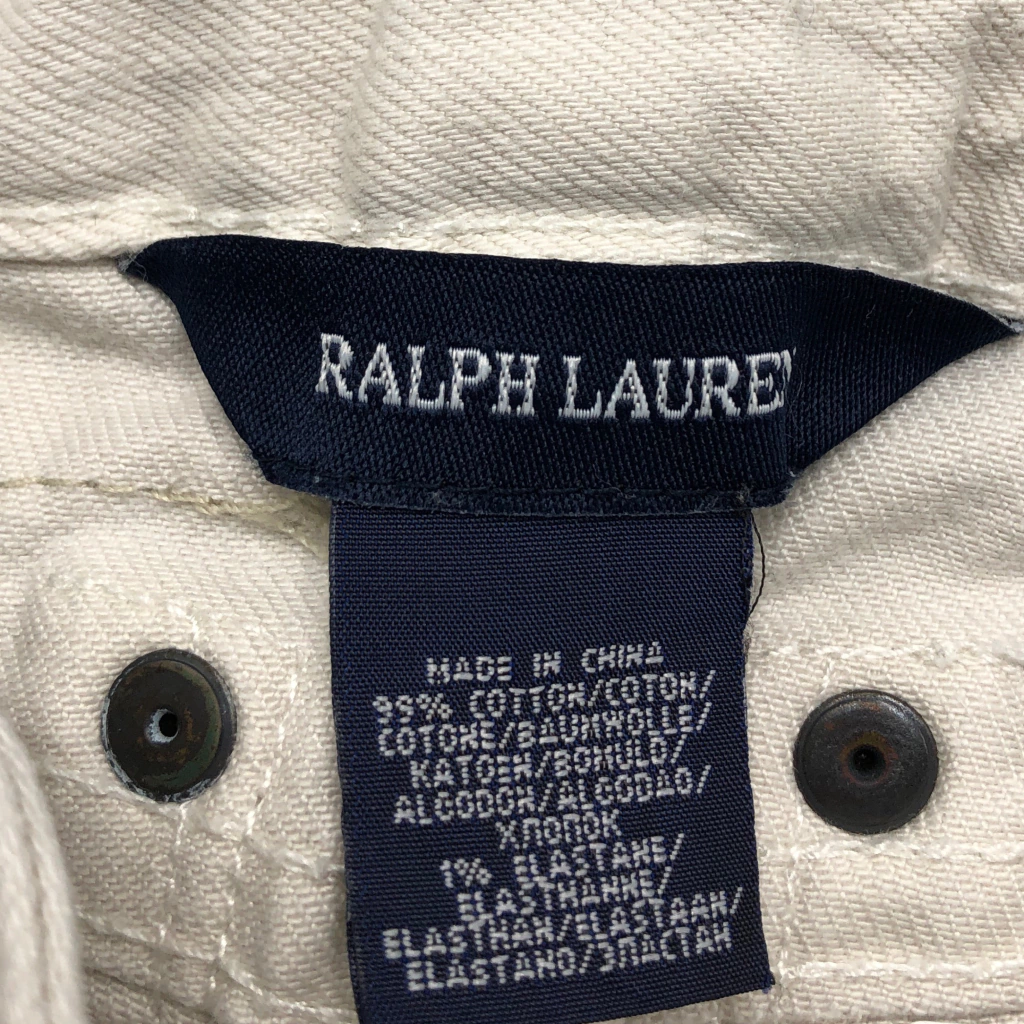 RALPH LAUREN
MADE IN CHINA
99% COTTON/COTON/
COTONE/BAUMWOLLE/
KATOEN/BOMULD/
ALGODON/ALGODAO/
ХЛОПОК
1% ELASTANE/
ELASTHANNE/
ELASTHAN/ELASTAAN/
ELASTANO/ЭЛАСТАН